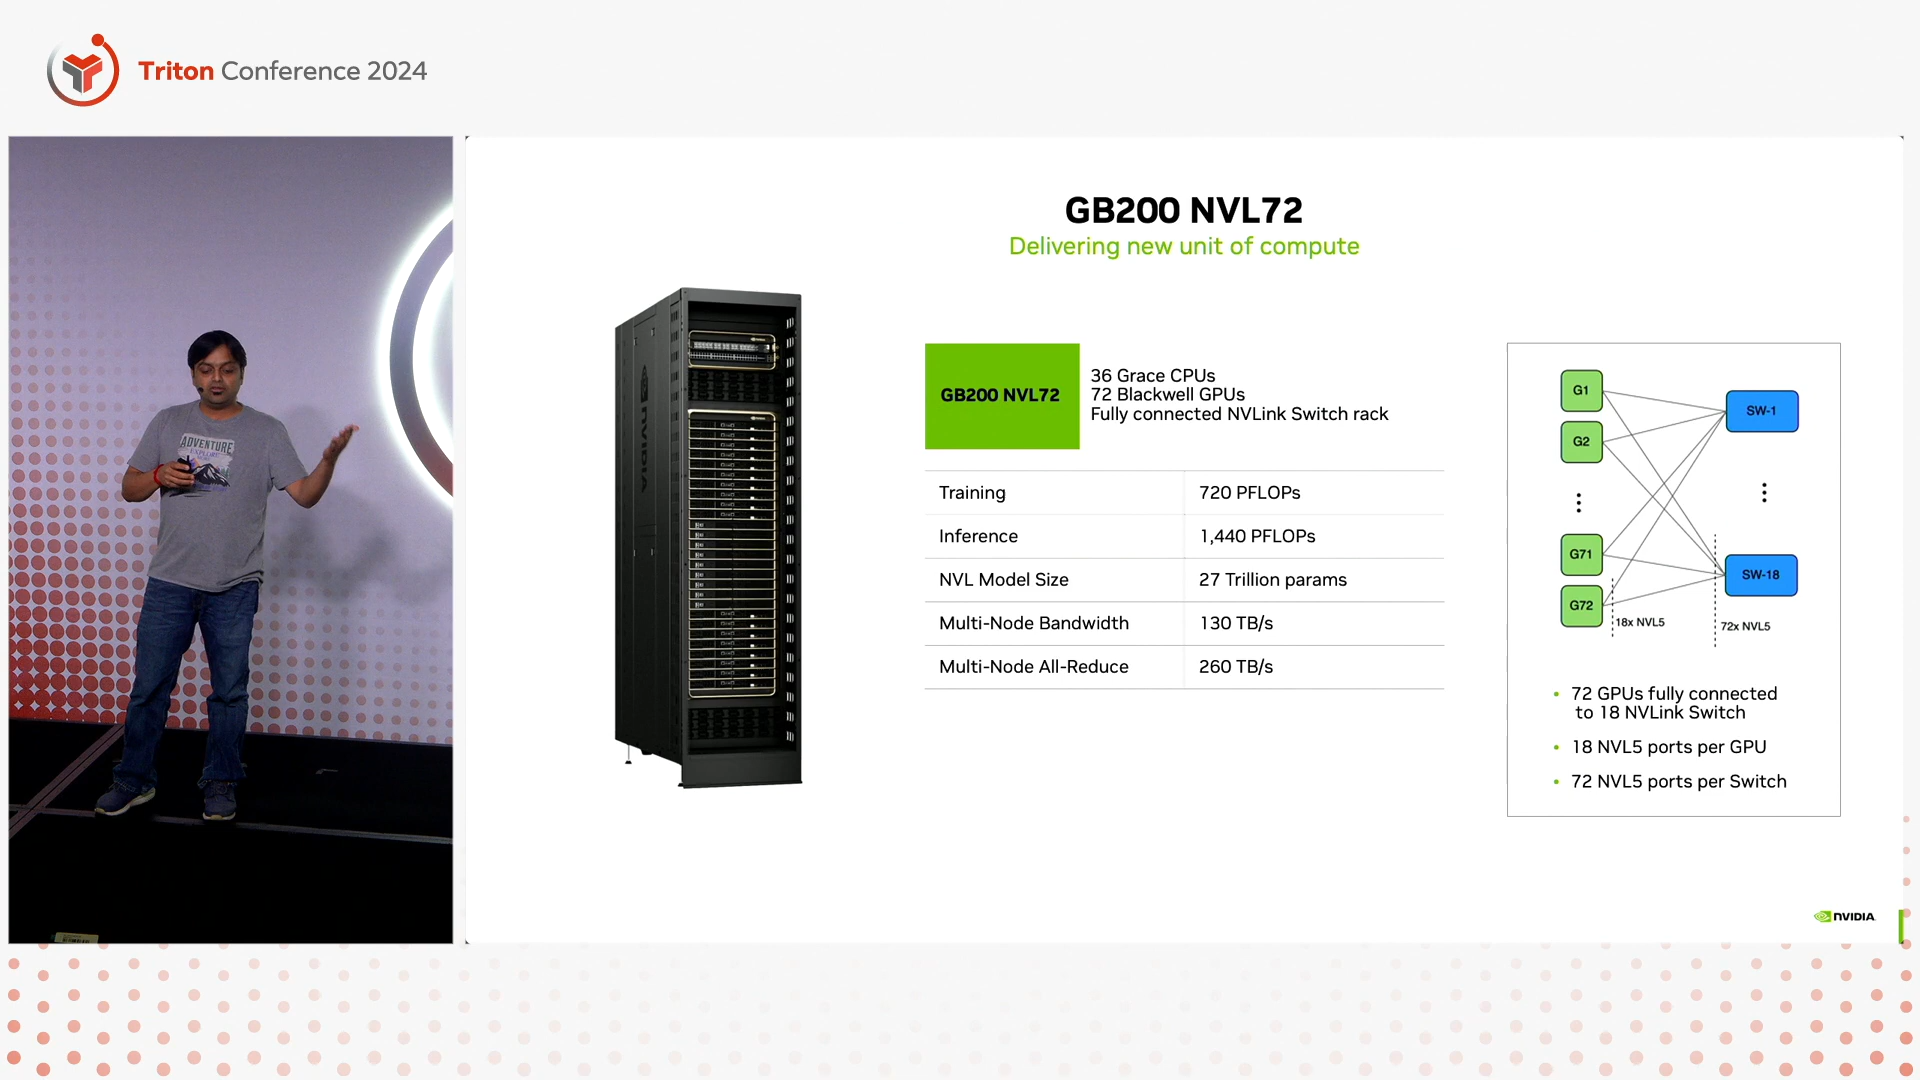 Triton Conference 2024
ADVENTURE
EXPLORE
GB200 NVL72
Delivering new unit of compute
NVIDIA
GB200 NVL72
36 Grace CPUs
72 Blackwell GPUs
Fully connected NVLink Switch rack
Training 720 PFLOPs
Inference 1,440 PFLOPs
NVL Model Size 27 Trillion params
Multi-Node Bandwidth 130 TB/s
Multi-Node All-Reduce 260 TB/s
G1
SW-1
G2
G71
SW-18
G72
18x NVL5
72x NVL5
• 72 GPUs fully connected
to 18 NVLink Switch
• 18 NVL5 ports per GPU
• 72 NVL5 ports per Switch
NVIDIA